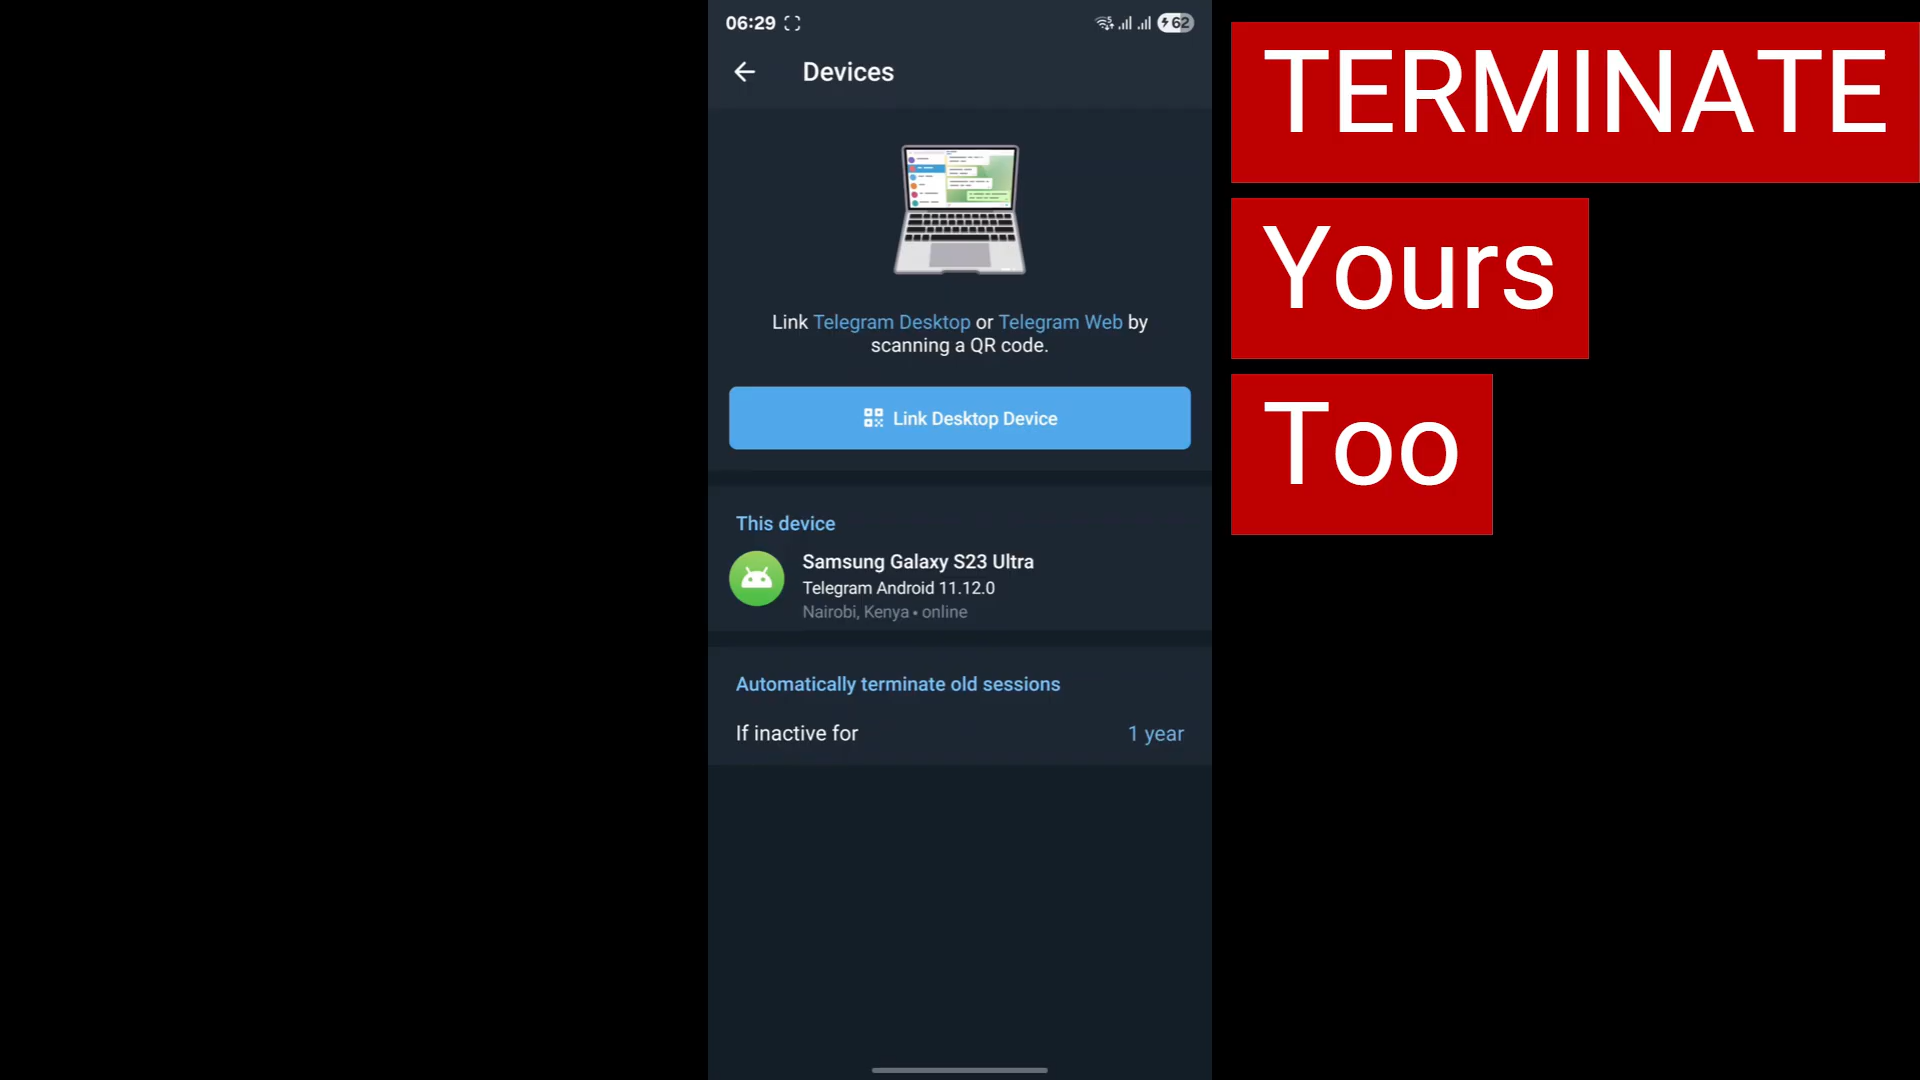 06:29
62
Devices
Link Telegram Desktop or Telegram Web by
scanning a QR code.
Link Desktop Device
This device
Samsung Galaxy S23 Ultra
Telegram Android 11.12.0
Nairobi, Kenya • online
Automatically terminate old sessions
If inactive for
1 year
TERMINATE
Yours
Too